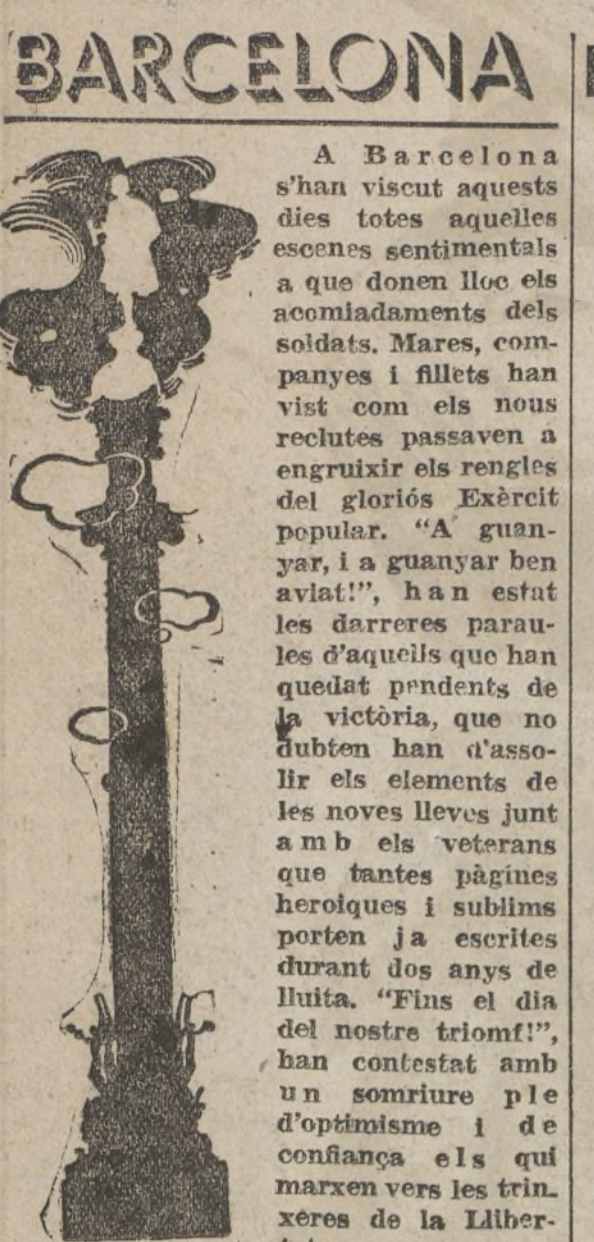 BARCELONA
A Barcelona
s'han viscut aquests
dies totes aquelles
escenes sentimentals
a que donen lloc els
acomiadaments dels
soldats. Mares, com-
panyes i fillets han
vist com els nous
reclutes passaven a
engruixir els rengles
del gloriós Exèrcit
popular. "A guan-
yar, i a guanyar ben
aviat!", han estat
les darreres parau-
les d'aquells que han
quedat pendents de
la victòria, que no
dubten han d'asso-
lir els elements de
les noves lleves junt
amb els veterans
que tantes pàgines
heroiques i sublims
porten ja escrites
durant dos anys de
lluita. "Fins el dia
del nostre triomf!",
han contestat amb
un somriure ple
d'optimisme i de
confiança els qui
marxen vers les trin-
xeres de la Lliber-